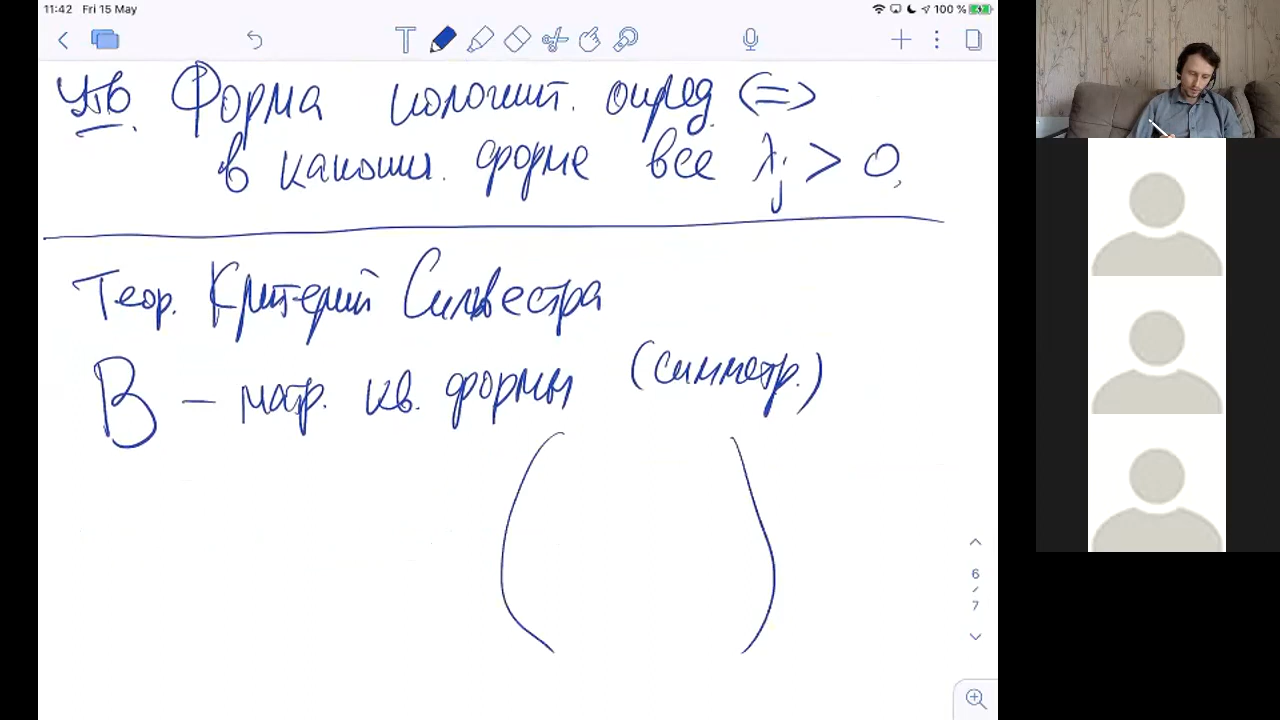 11:42 Fri 15 May 100 %
Утв. Форма положит. опред. <=>
в канонич. форме все λj > 0.
Теор. Критерий Сильвестра
B – матр. кв. формы (симметр.)
6
/
7